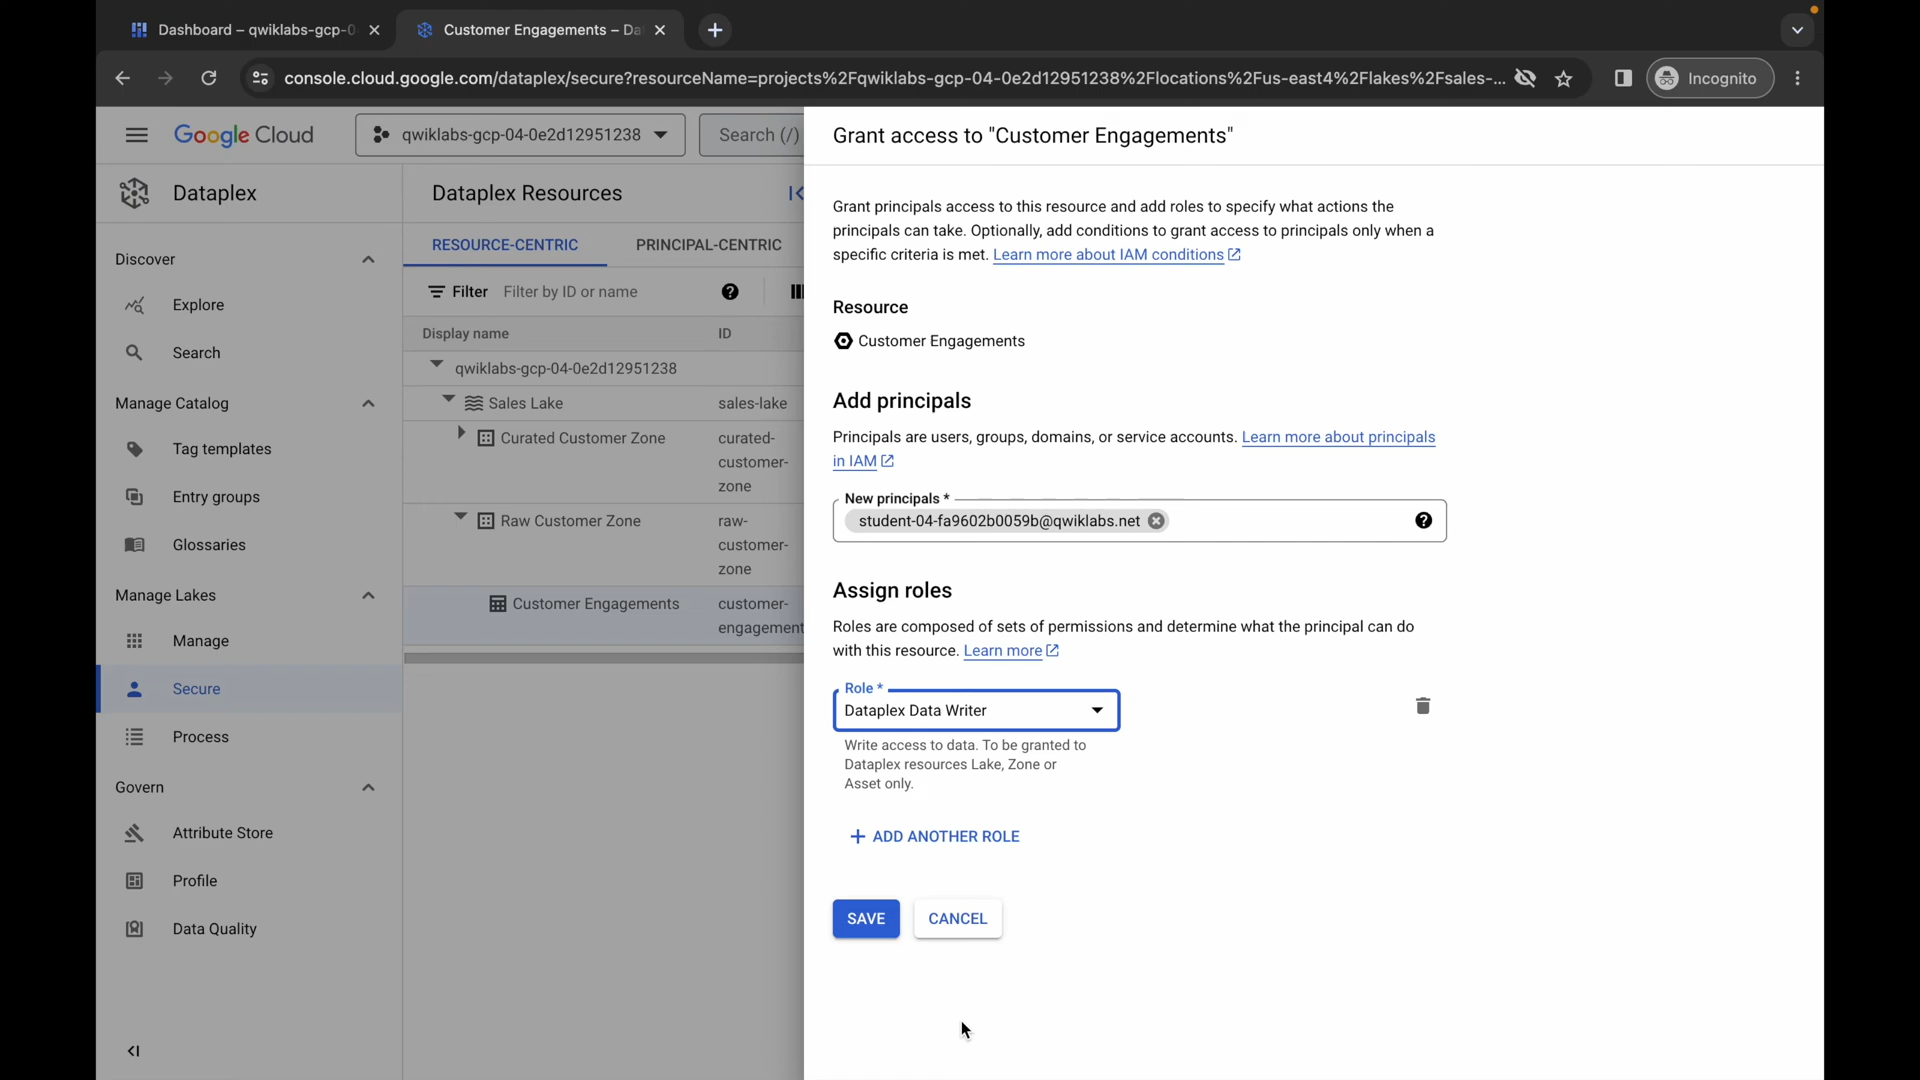 Dashboard – qwiklabs-gcp-0
Customer Engagements – Da
console.cloud.google.com/dataplex/secure?resourceName=projects%2Fqwiklabs-gcp-04-0e2d12951238%2Flocations%2Fus-east4%2Flakes%2Fsales-...
Incognito
Google Cloud
qwiklabs-gcp-04-0e2d12951238
Search (/)
Dataplex
Discover
Explore
Search
Manage Catalog
Tag templates
Entry groups
Glossaries
Manage Lakes
Manage
Secure
Process
Govern
Attribute Store
Profile
Data Quality
Dataplex Resources
RESOURCE-CENTRIC
PRINCIPAL-CENTRIC
Filter Filter by ID or name
Display name ID
qwiklabs-gcp-04-0e2d12951238
Sales Lake sales-lake
Curated Customer Zone curated-
customer-
zone
Raw Customer Zone raw-
customer-
zone
Customer Engagements customer-
engagement
Grant access to "Customer Engagements"
Grant principals access to this resource and add roles to specify what actions the
principals can take. Optionally, add conditions to grant access to principals only when a
specific criteria is met. Learn more about IAM conditions
Resource
Customer Engagements
Add principals
Principals are users, groups, domains, or service accounts. Learn more about principals
in IAM
New principals *
student-04-fa9602b0059b@qwiklabs.net
Assign roles
Roles are composed of sets of permissions and determine what the principal can do
with this resource. Learn more
Role *
Dataplex Data Writer
Write access to data. To be granted to
Dataplex resources Lake, Zone or
Asset only.
+ ADD ANOTHER ROLE
SAVE
CANCEL